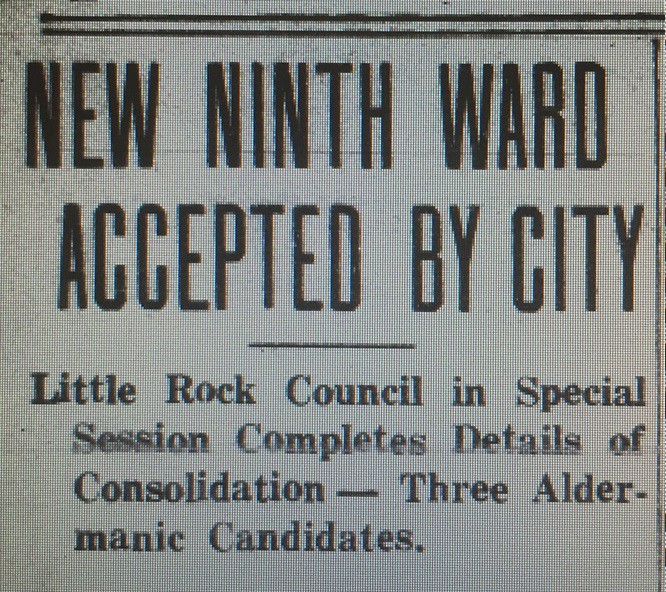 NEW NINTH WARD
ACCEPTED BY CITY
Little Rock Council in Special
Session Completes Details of
Consolidation — Three Alder-
manic Candidates.